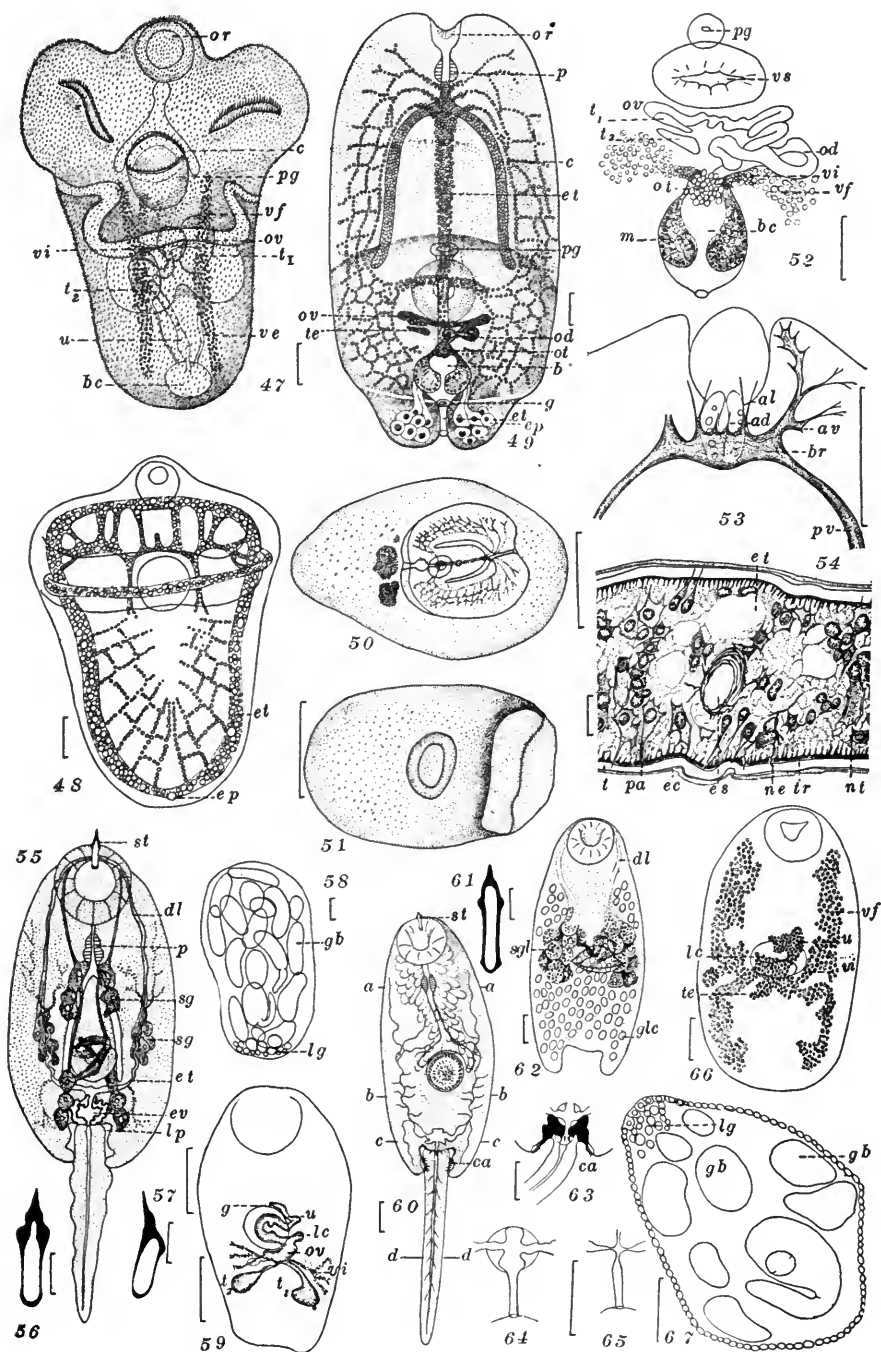 or
c
pg
vf
ov
vi
t1
t2
u
ve
bc
47
or
p
c
et
pg
ov
te
od
ot
b
g
et
ep
49
pg
vs
ov
t1
t2
od
vi
ot
vf
m
bc
52
al
ad
av
br
pv
53
48
et
ep
50
51
54
et
t pa ec es ne tr nt
55
st
dl
p
sg
sg
et
ev
lp
56
57
58
gb
lg
59
g
u
lc
ov
vi
t
t1
60
st
a a
b b
c c
ca
d d
61
62
dl
sgl
glc
63
ca
64
65
66
vf
lc
u
vi
te
67
lg
gb
gb